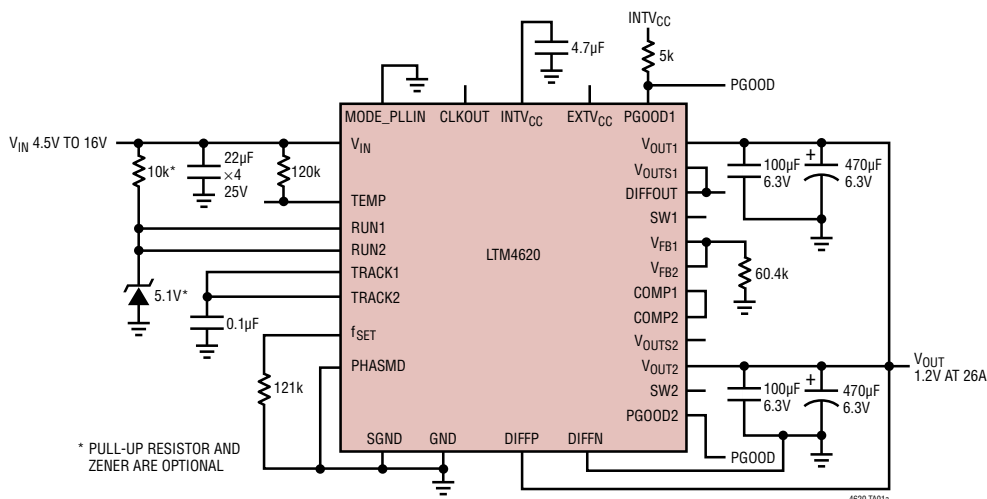 INTVCC
4.7µF
5k
PGOOD
MODE_PLLIN CLKOUT INTVCC EXTVCC PGOOD1
VIN 4.5V TO 16V
VIN
VOUT1
10k*
22µF
×4
25V
120k
VOUTS1
100µF
6.3V
+
470µF
6.3V
DIFFOUT
TEMP
SW1
RUN1
RUN2
LTM4620
VFB1
VFB2
60.4k
TRACK1
TRACK2
5.1V*
0.1µF
COMP1
COMP2
fSET
VOUTS2
PHASMD
VOUT2
VOUT
1.2V AT 26A
121k
SW2
100µF
6.3V
+
470µF
6.3V
PGOOD2
SGND GND DIFFP DIFFN
PGOOD
* PULL-UP RESISTOR AND
ZENER ARE OPTIONAL
4620 TA01a